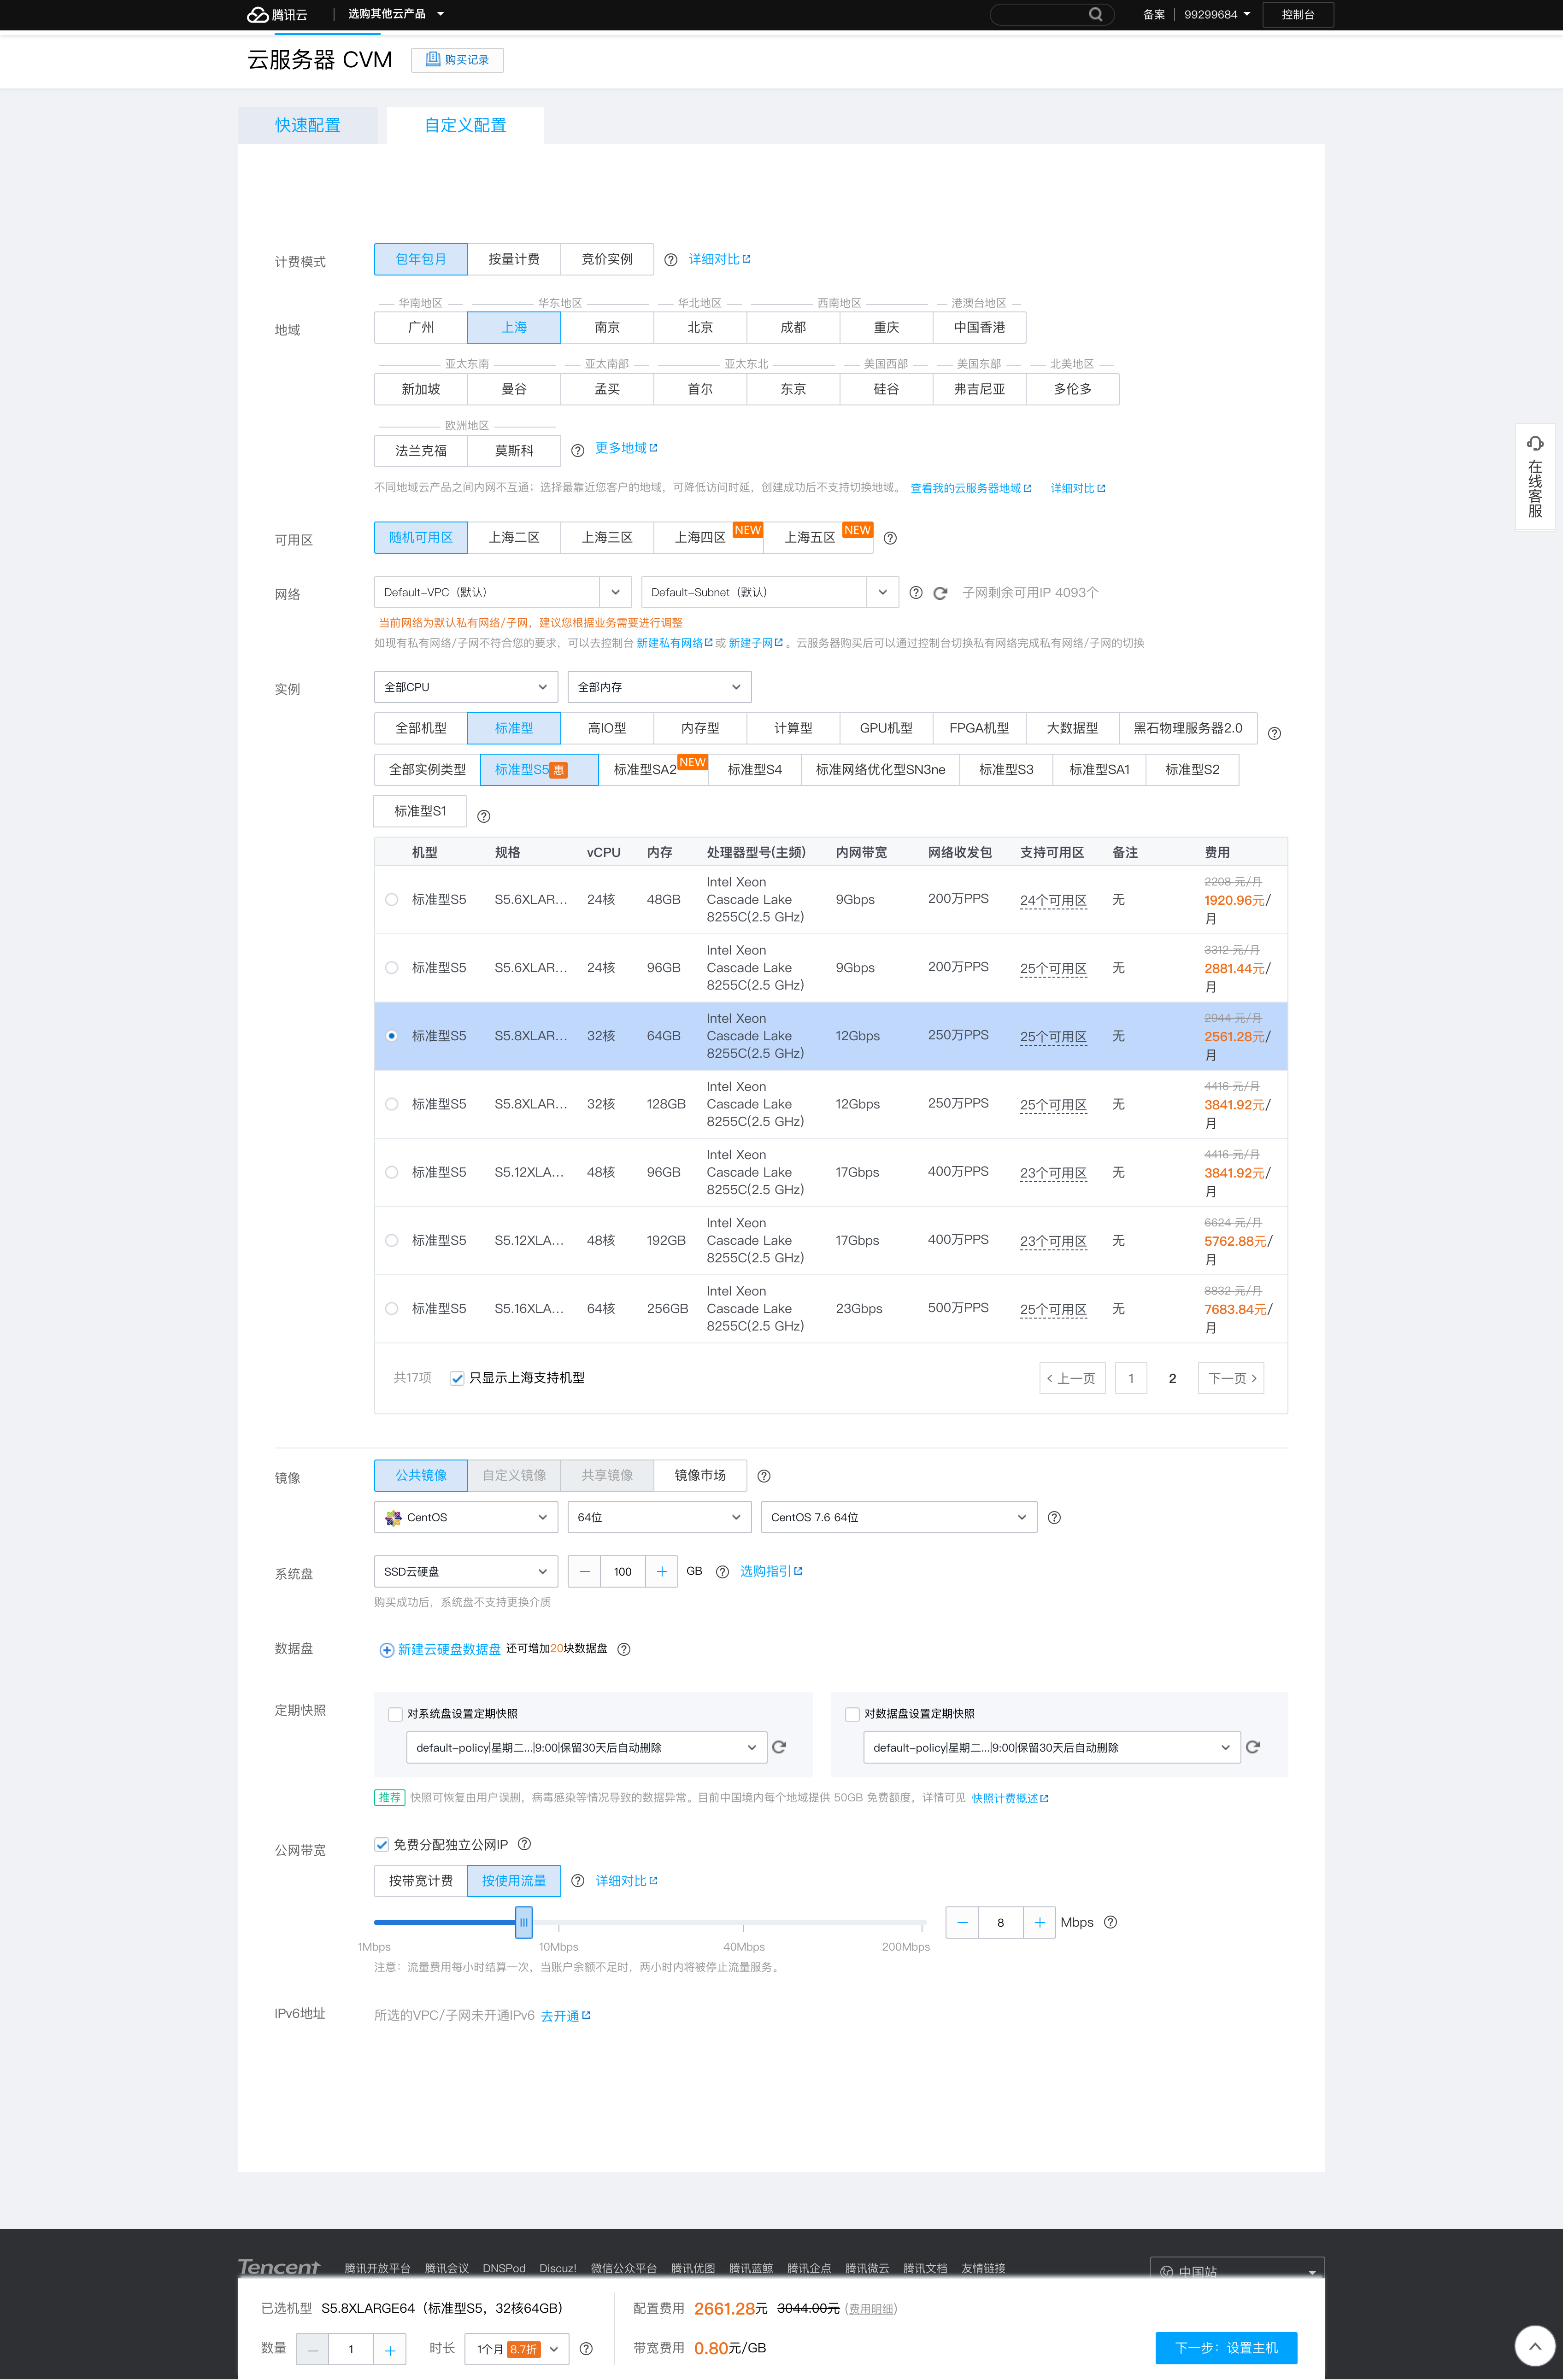 腾讯云 | 选购其他云产品 备案 | 99299684 控制台
云服务器 CVM 购买记录
快速配置 自定义配置
计费模式 包年包月 按量计费 竞价实例 详细对比
华南地区 华东地区 华北地区 西南地区 港澳台地区
地域 广州 上海 南京 北京 成都 重庆 中国香港
亚太东南 亚太南部 亚太东北 美国西部 美国东部 北美地区
新加坡 曼谷 孟买 首尔 东京 硅谷 弗吉尼亚 多伦多
欧洲地区
法兰克福 莫斯科 更多地域
不同地域云产品之间内网不互通；选择最靠近您客户的地域，可降低访问时延，创建成功后不支持切换地域。 查看我的云服务器地域 详细对比
可用区 随机可用区 上海二区 上海三区 上海四区 NEW 上海五区 NEW
网络 Default-VPC（默认） Default-Subnet（默认） 子网剩余可用IP 4093个
当前网络为默认私有网络/子网，建议您根据业务需要进行调整
如现有私有网络/子网不符合您的要求，可以去控制台 新建私有网络 或 新建子网 。云服务器购买后可以通过控制台切换私有网络完成私有网络/子网的切换
实例 全部CPU 全部内存
全部机型 标准型 高IO型 内存型 计算型 GPU机型 FPGA机型 大数据型 黑石物理服务器2.0
全部实例类型 标准型S5 惠 标准型SA2 NEW 标准型S4 标准网络优化型SN3ne 标准型S3 标准型SA1 标准型S2
标准型S1
机型 规格 vCPU 内存 处理器型号(主频) 内网带宽 网络收发包 支持可用区 备注 费用
Intel Xeon 2208 元/月
标准型S5 S5.6XLAR... 24核 48GB Cascade Lake 9Gbps 200万PPS 24个可用区 无 1920.96元/
8255C(2.5 GHz) 月
Intel Xeon 3312 元/月
标准型S5 S5.6XLAR... 24核 96GB Cascade Lake 9Gbps 200万PPS 25个可用区 无 2881.44元/
8255C(2.5 GHz) 月
Intel Xeon 2944 元/月
标准型S5 S5.8XLAR... 32核 64GB Cascade Lake 12Gbps 250万PPS 25个可用区 无 2561.28元/
8255C(2.5 GHz) 月
Intel Xeon 4416 元/月
标准型S5 S5.8XLAR... 32核 128GB Cascade Lake 12Gbps 250万PPS 25个可用区 无 3841.92元/
8255C(2.5 GHz) 月
Intel Xeon 4416 元/月
标准型S5 S5.12XLA... 48核 96GB Cascade Lake 17Gbps 400万PPS 23个可用区 无 3841.92元/
8255C(2.5 GHz) 月
Intel Xeon 6624 元/月
标准型S5 S5.12XLA... 48核 192GB Cascade Lake 17Gbps 400万PPS 23个可用区 无 5762.88元/
8255C(2.5 GHz) 月
Intel Xeon 8832 元/月
标准型S5 S5.16XLA... 64核 256GB Cascade Lake 23Gbps 500万PPS 25个可用区 无 7683.84元/
8255C(2.5 GHz) 月
共17项 只显示上海支持机型 上一页 1 2 下一页
镜像 公共镜像 自定义镜像 共享镜像 镜像市场
CentOS 64位 CentOS 7.6 64位
系统盘 SSD云硬盘 100 GB 选购指引
购买成功后，系统盘不支持更换介质
数据盘 新建云硬盘数据盘 还可增加20块数据盘
定期快照 对系统盘设置定期快照 对数据盘设置定期快照
default-policy|星期二...|9:00|保留30天后自动删除 default-policy|星期二...|9:00|保留30天后自动删除
推荐 快照可恢复由用户误删，病毒感染等情况导致的数据异常。目前中国境内每个地域提供 50GB 免费额度，详情可见 快照计费概述
公网带宽 免费分配独立公网IP
按带宽计费 按使用流量 详细对比
8 Mbps
1Mbps 10Mbps 40Mbps 200Mbps
注意：流量费用每小时结算一次，当账户余额不足时，两小时内将被停止流量服务。
IPv6地址 所选的VPC/子网未开通IPv6 去开通
在线客服
Tencent 腾讯开放平台 腾讯会议 DNSPod Discuz! 微信公众平台 腾讯优图 腾讯蓝鲸 腾讯企点 腾讯微云 腾讯文档 友情链接 中国站
已选机型 S5.8XLARGE64（标准型S5，32核64GB） 配置费用 2661.28元 3044.00元 (费用明细)
数量 1 时长 1个月 8.7折 带宽费用 0.80元/GB 下一步：设置主机